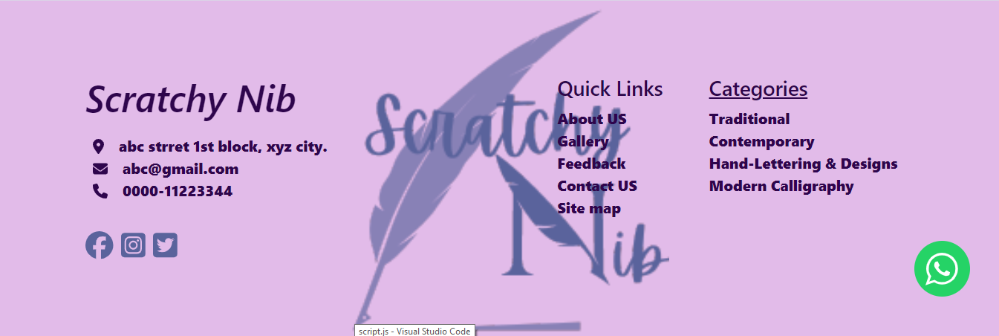 Scratchy Nib
abc strret 1st block, xyz city.
abc@gmail.com
0000-11223344
Scratchy
Nib
Quick Links
About US
Gallery
Feedback
Contact US
Site map
Categories
Traditional
Contemporary
Hand-Lettering & Designs
Modern Calligraphy
script.js - Visual Studio Code